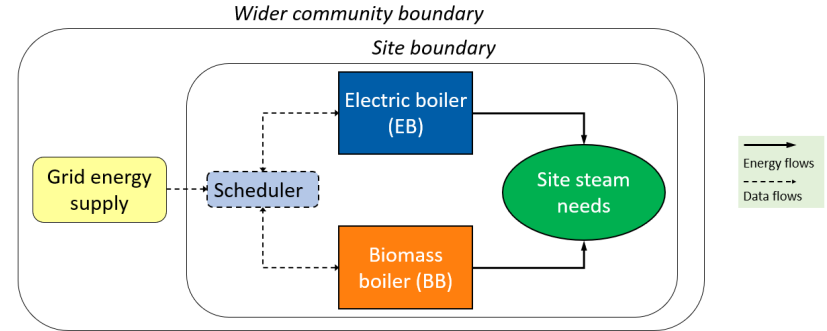 Wider community boundary
Site boundary
Electric boiler
(EB)
Grid energy
supply
Scheduler
Site steam
needs
Biomass
boiler (BB)
Energy flows
Data flows